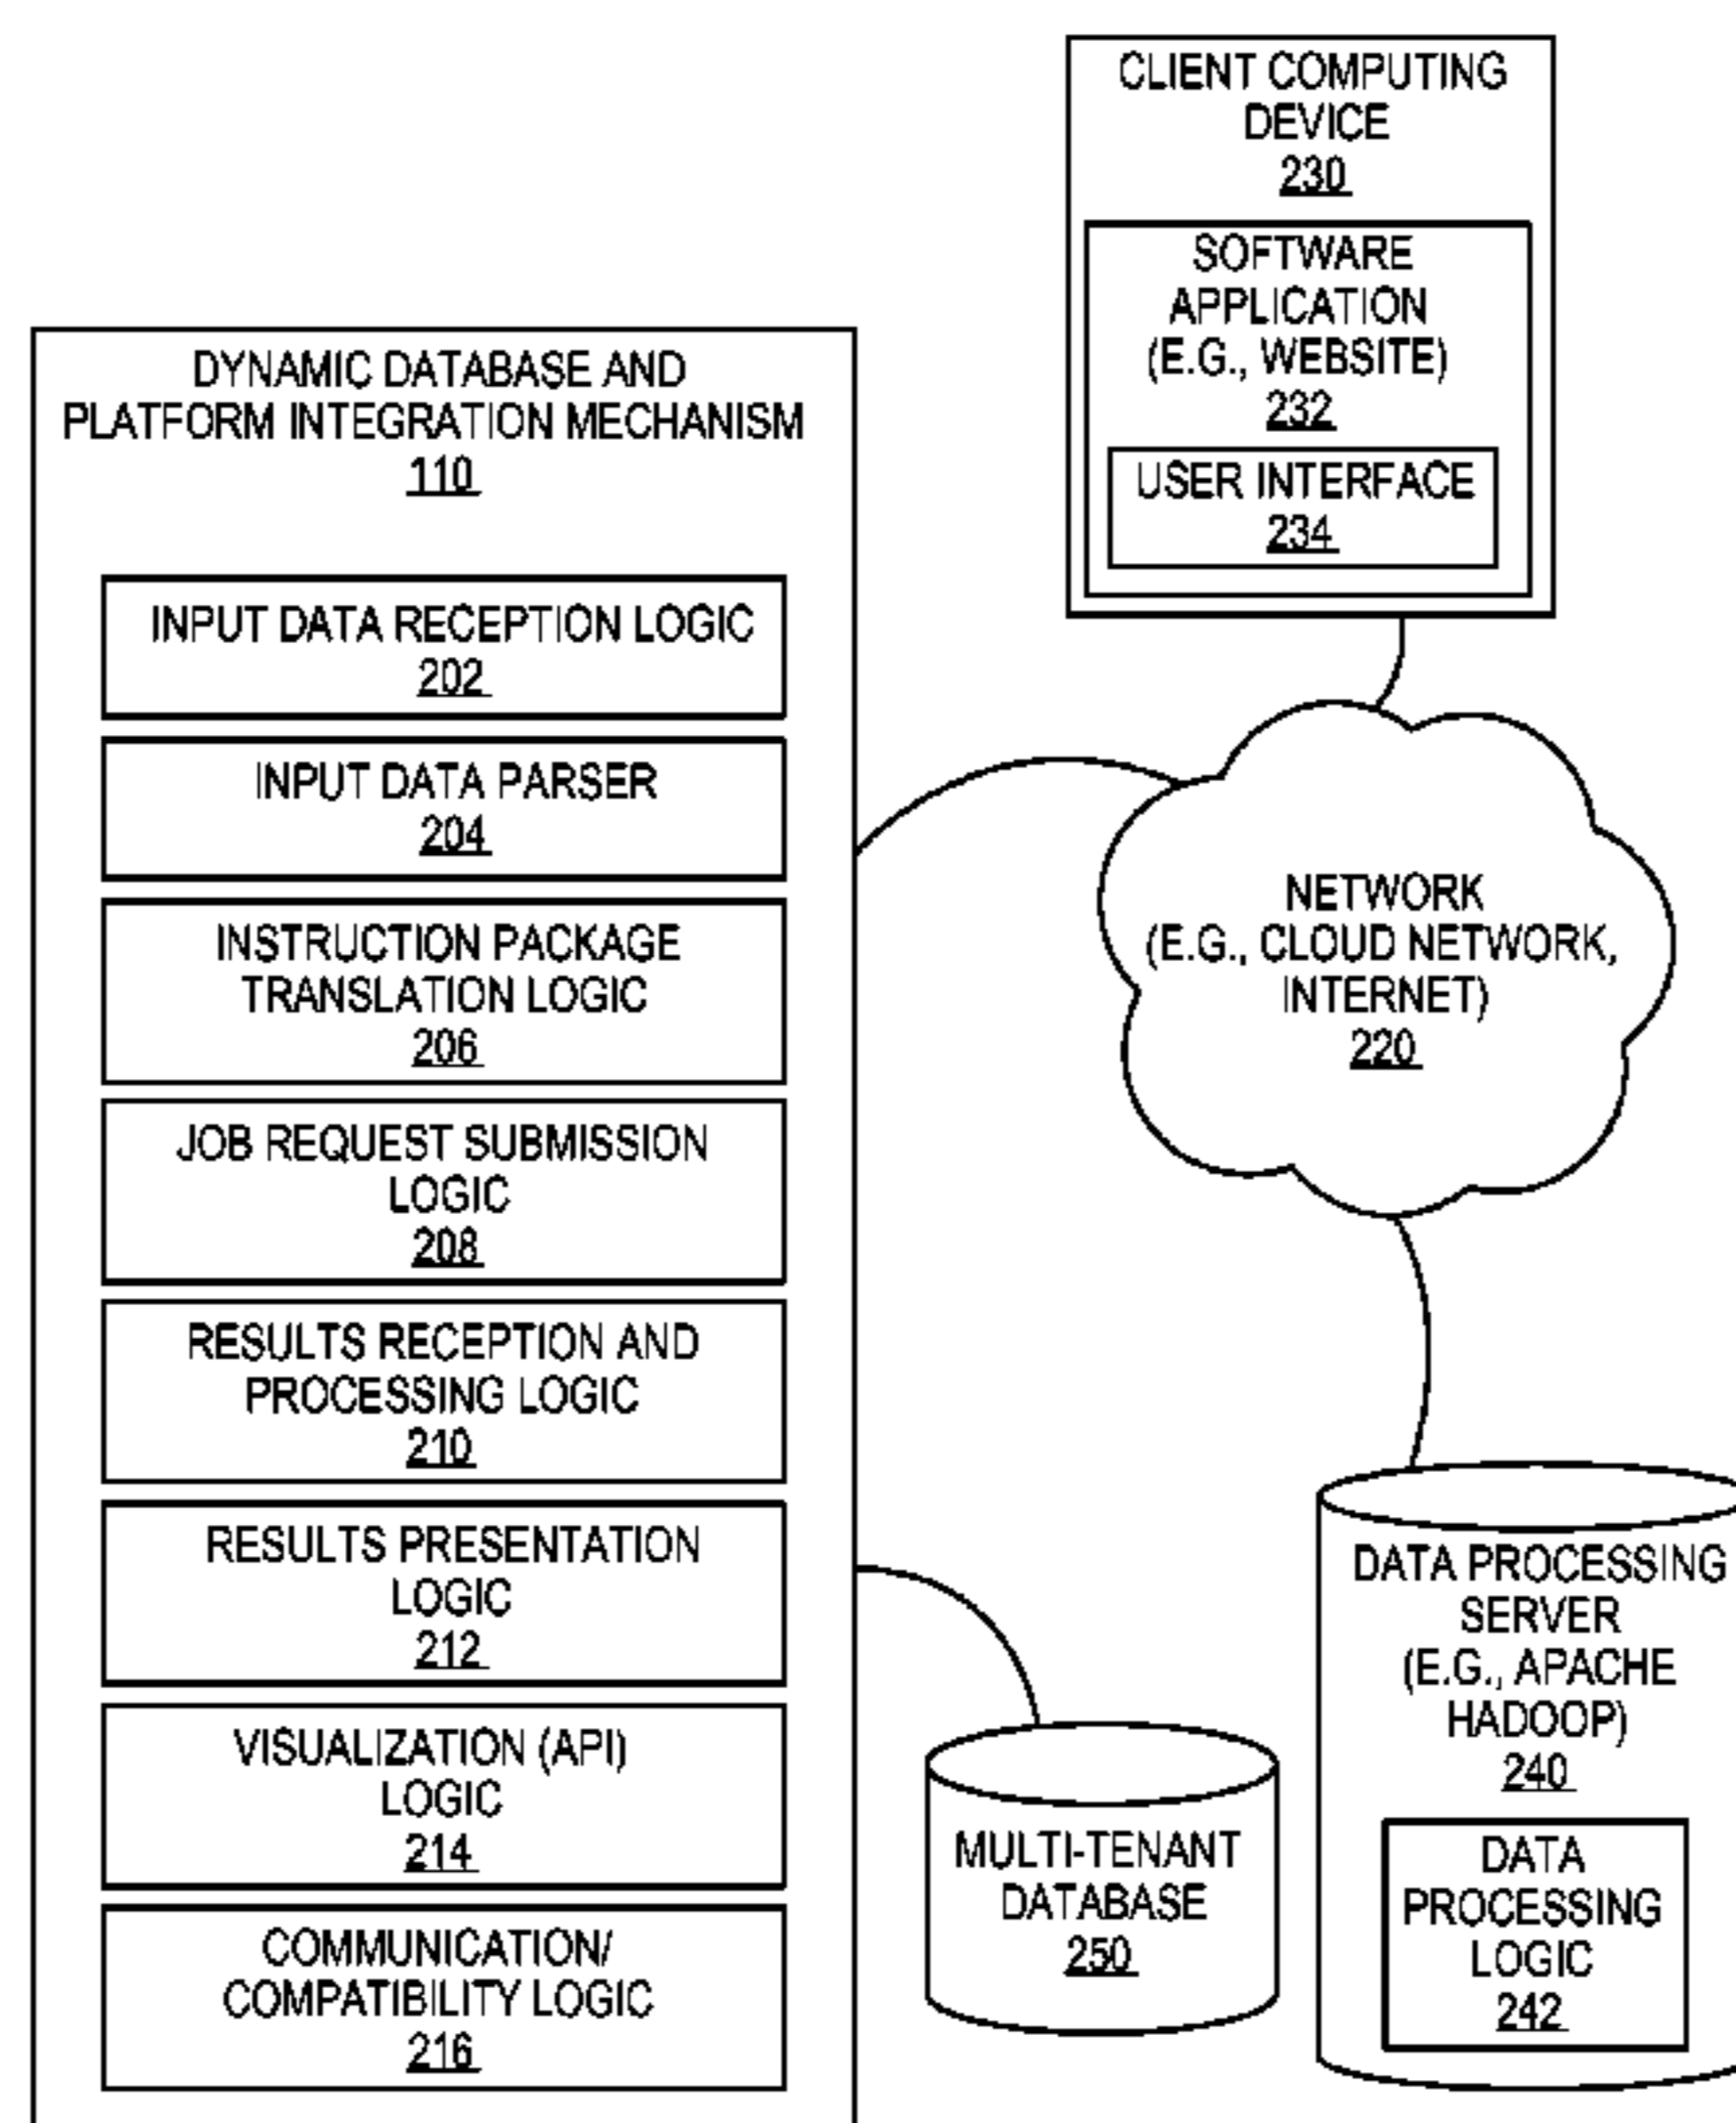 DYNAMIC DATABASE AND
PLATFORM INTEGRATION MECHANISM
110
INPUT DATA RECEPTION LOGIC
202
INPUT DATA PARSER
204
INSTRUCTION PACKAGE
TRANSLATION LOGIC
206
JOB REQUEST SUBMISSION
LOGIC
208
RESULTS RECEPTION AND
PROCESSING LOGIC
210
RESULTS PRESENTATION
LOGIC
212
VISUALIZATION (API)
LOGIC
214
COMMUNICATION/
COMPATIBILITY LOGIC
216
CLIENT COMPUTING
DEVICE
230
SOFTWARE
APPLICATION
(E.G., WEBSITE)
232
USER INTERFACE
234
NETWORK
(E.G., CLOUD NETWORK,
INTERNET)
220
MULTI-TENANT
DATABASE
250
DATA PROCESSING
SERVER
(E.G., APACHE
HADOOP)
240
DATA
PROCESSING
LOGIC
242